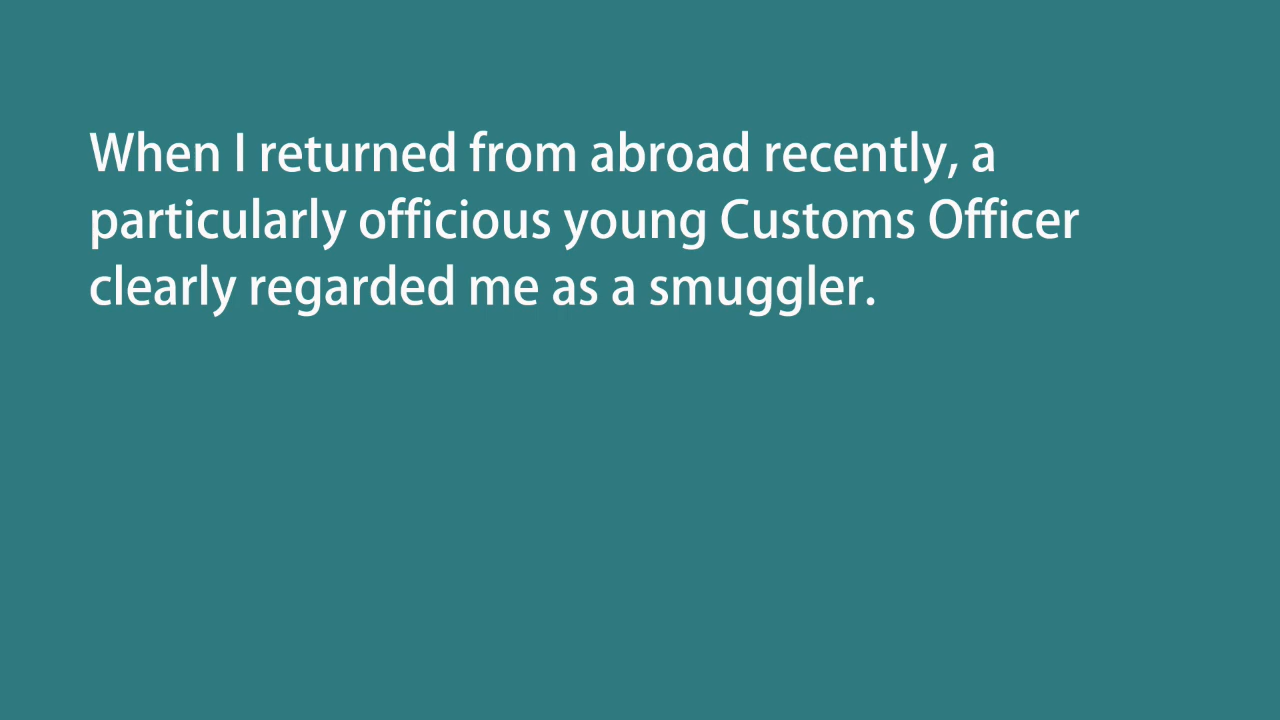 When I returned from abroad recently, a
particularly officious young Customs Officer
clearly regarded me as a smuggler.